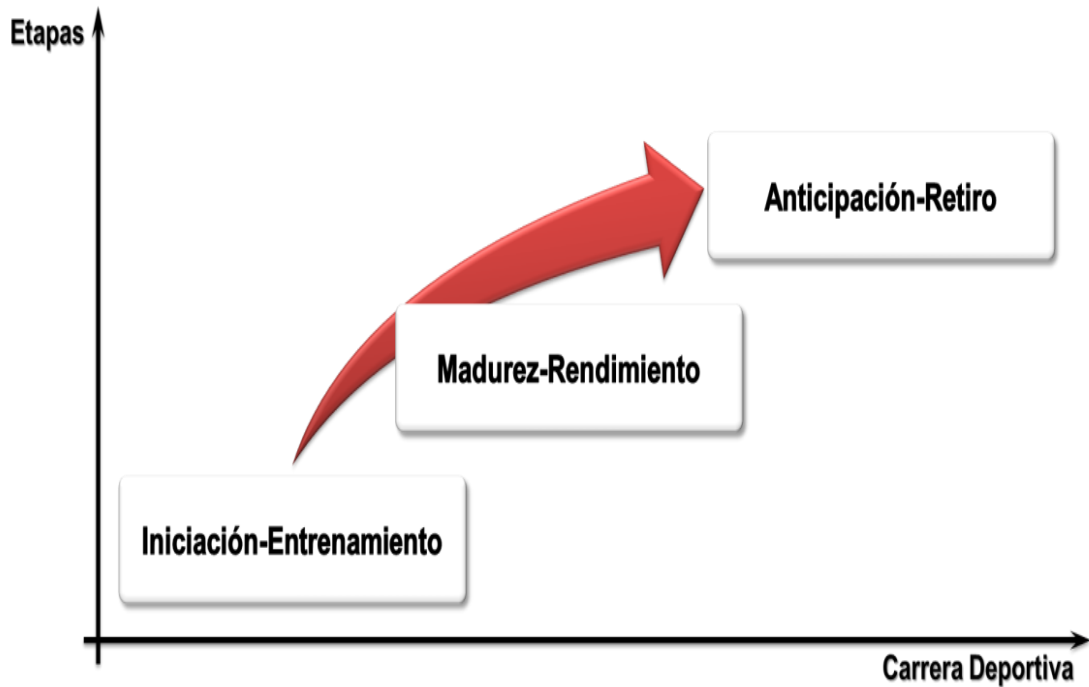 Etapas
Anticipación-Retiro
Madurez-Rendimiento
Iniciación-Entrenamiento
Carrera Deportiva